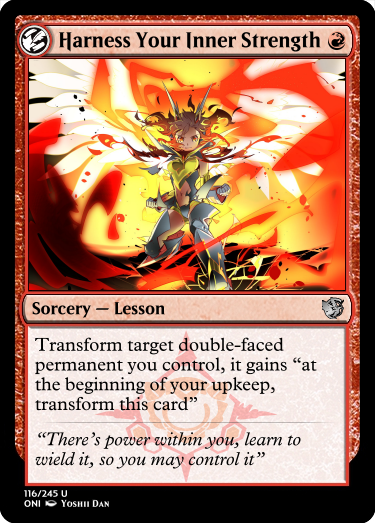 Harness Your Inner Strength
Sorcery — Lesson
Transform target double-faced
permanent you control, it gains “at
the beginning of your upkeep,
transform this card”
“There’s power within you, learn to
wield it, so you may control it”
116/245 U
ONI Yoshii Dan